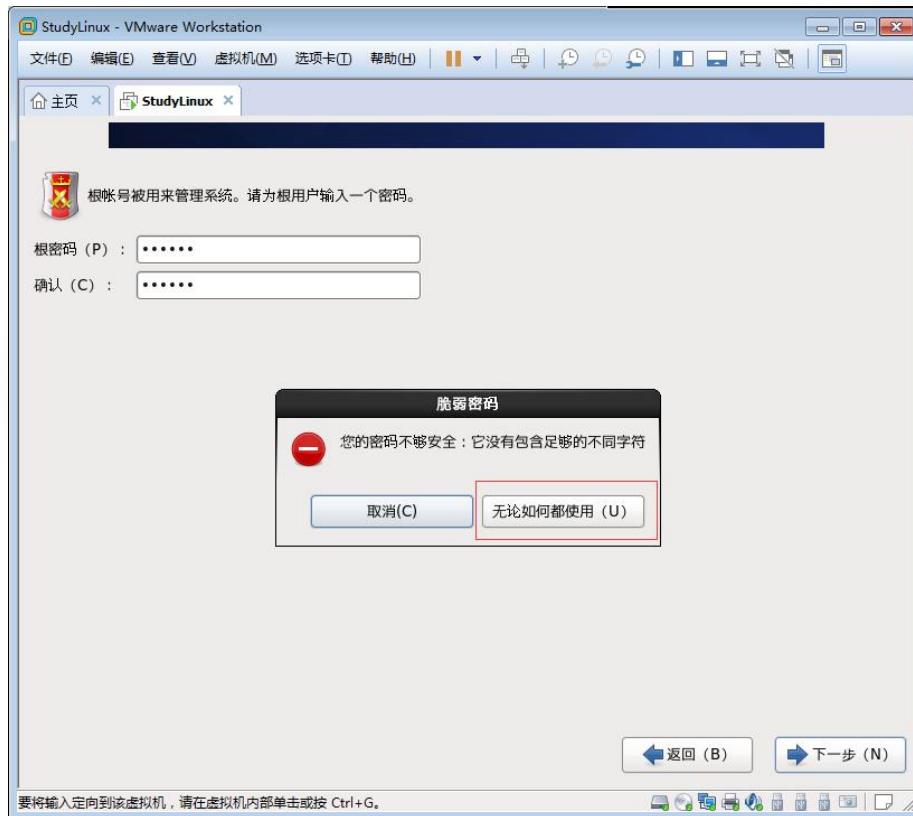 StudyLinux - VMware Workstation
文件(F) 编辑(E) 查看(V) 虚拟机(M) 选项卡(T) 帮助(H)
主页 StudyLinux
根帐号被用来管理系统。请为根用户输入一个密码。
根密码（P）： ••••••
确认（C）： ••••••
脆弱密码
您的密码不够安全：它没有包含足够的不同字符
取消(C) 无论如何都使用（U）
返回（B） 下一步（N）
要将输入定向到该虚拟机，请在虚拟机内部单击或按 Ctrl+G。